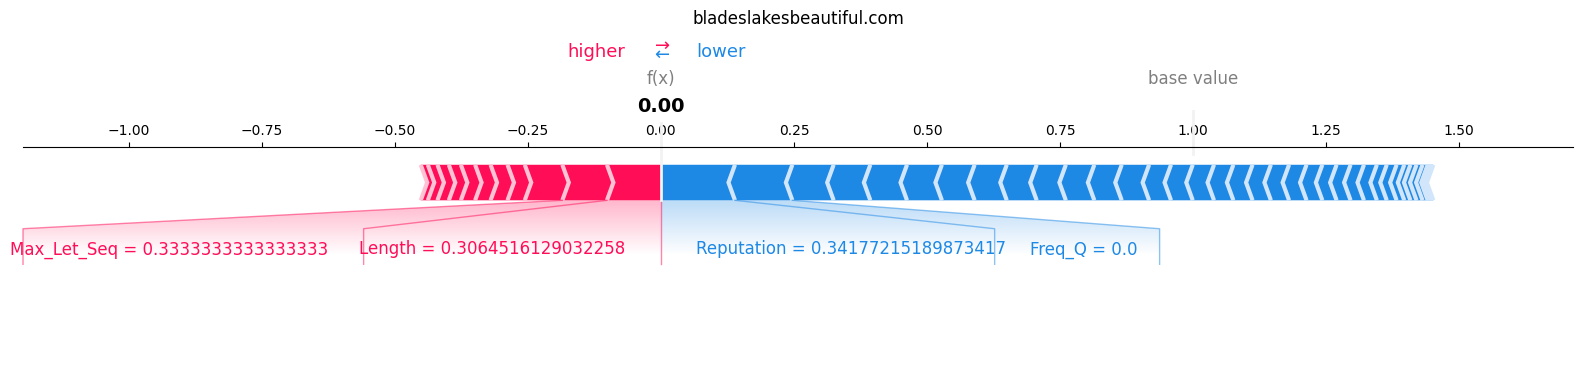 bladeslakesbeautiful.com
higher → ← lower
f(x) base value
0.00
−1.00 −0.75 −0.50 −0.25 0.00 0.25 0.50 0.75 1.00 1.25 1.50
Max_Let_Seq = 0.3333333333333333 Length = 0.3064516129032258 Reputation = 0.34177215189873417 Freq_Q = 0.0